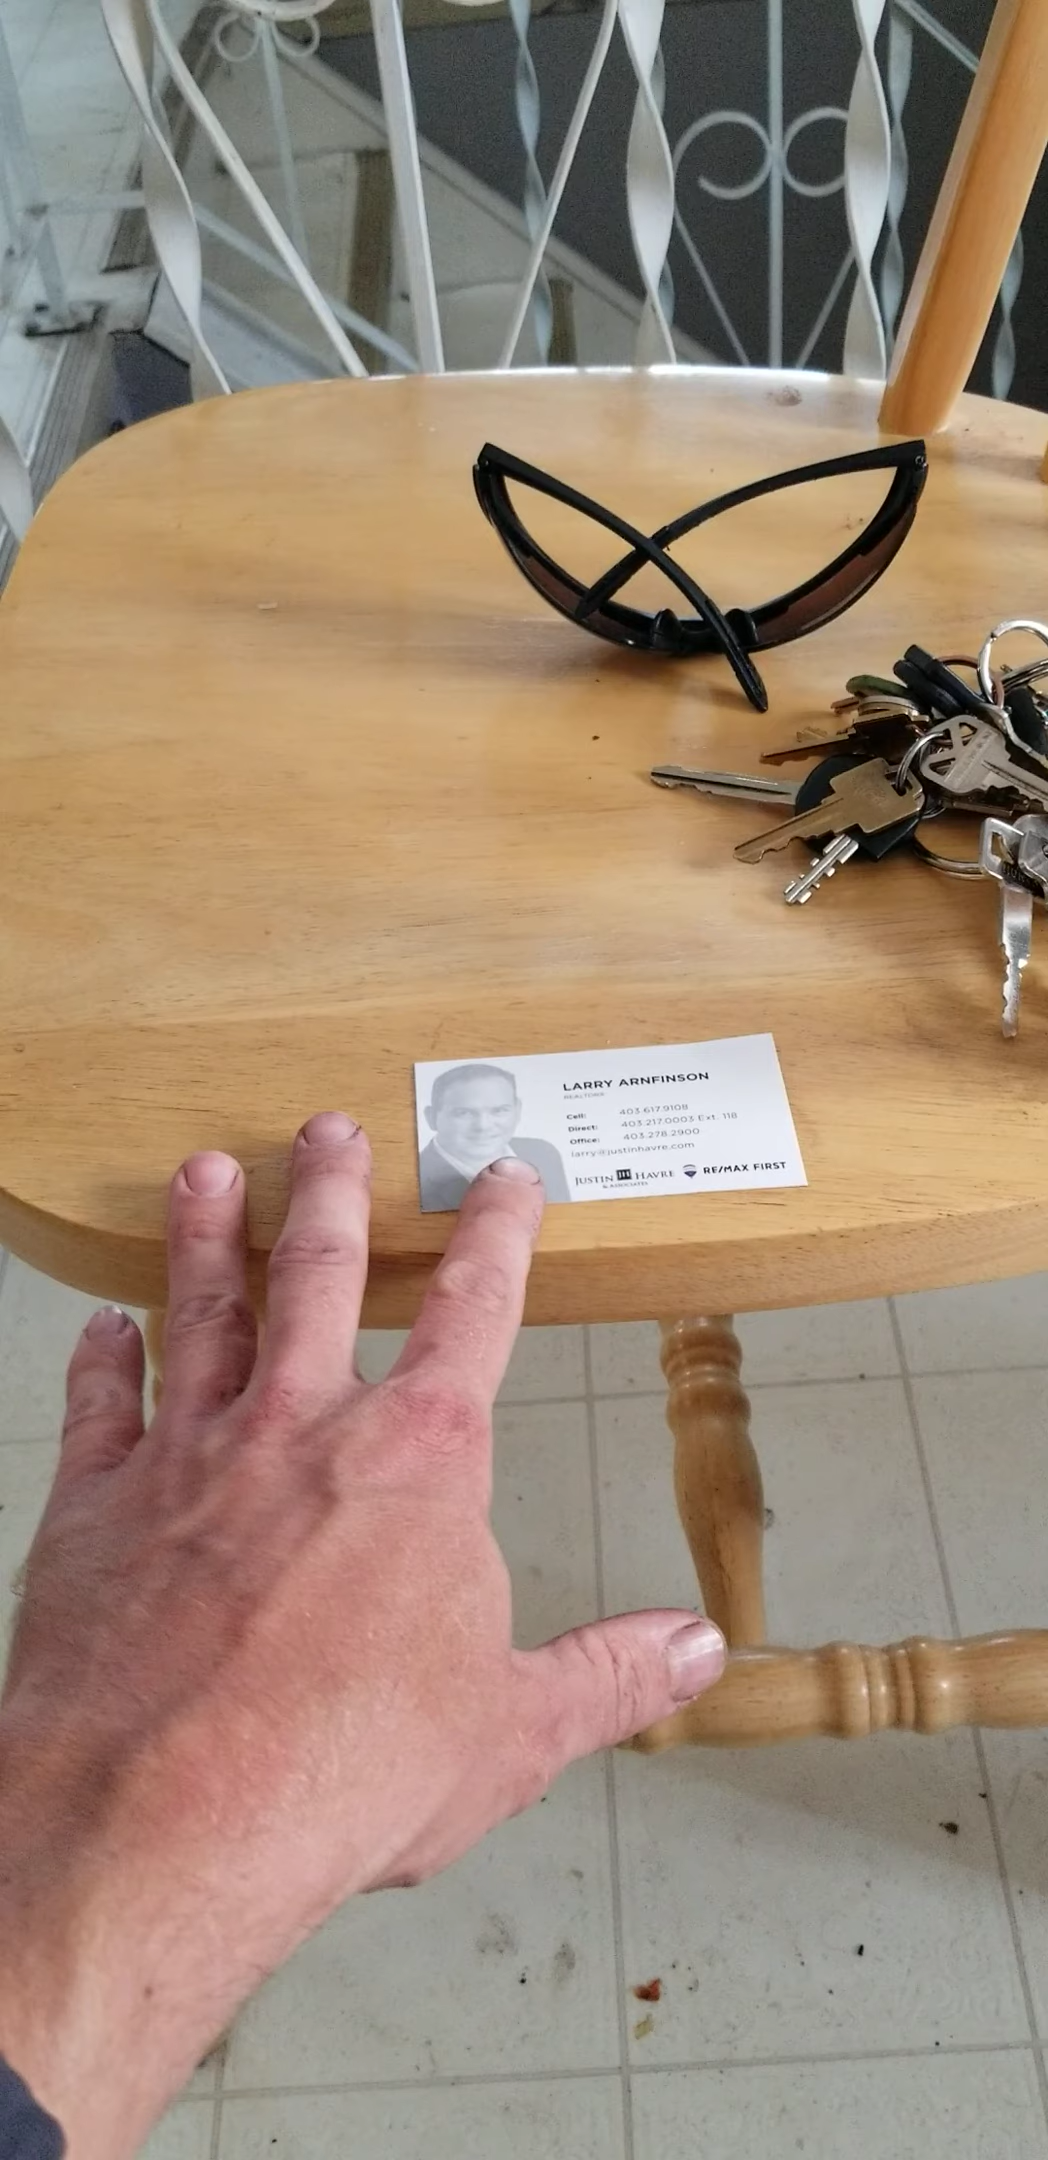 LARRY ARNFINSON
REALTOR®
Cell: 403.617.9108
Direct: 403.217.0003 Ext. 118
Office: 403.278.2900
larry@justinhavre.com
JUSTIN HAVRE
& ASSOCIATES
RE/MAX FIRST